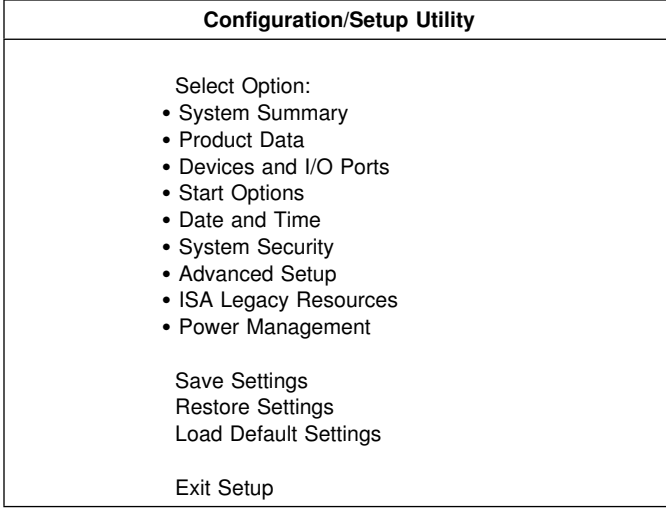 Configuration/Setup Utility
Select Option:
• System Summary
• Product Data
• Devices and I/O Ports
• Start Options
• Date and Time
• System Security
• Advanced Setup
• ISA Legacy Resources
• Power Management
Save Settings
Restore Settings
Load Default Settings
Exit Setup